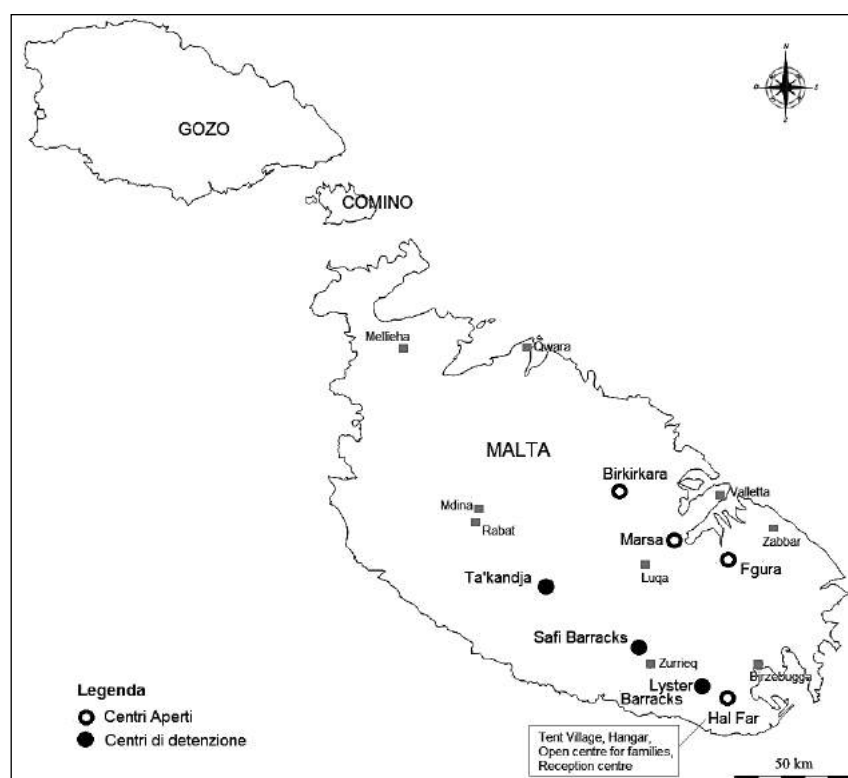 N
O
I
S
GOZO
COMINO
Mellieha
Qwara
MALTA
Birkirkara
Valletta
Mdina
Rabat
Marsa
Zabbar
Luqa
Fgura
Ta'kandja
Safi Barracks
Zurrieq
Birzebugga
Lyster
Barracks
Hal Far
Legenda
Centri Aperti
Centri di detenzione
Tent Village, Hangar,
Open centre for families,
Reception centre
50 km